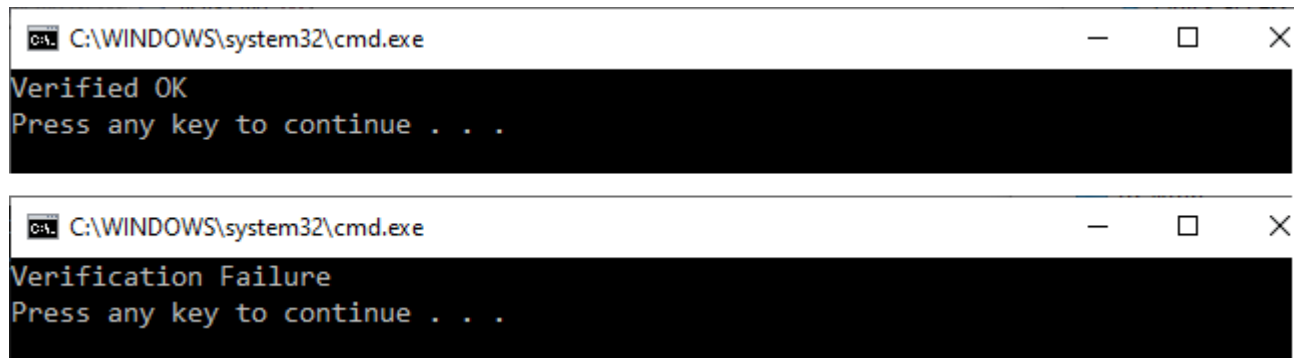 C:\WINDOWS\system32\cmd.exe
Verified OK
Press any key to continue . . .
C:\WINDOWS\system32\cmd.exe
Verification Failure
Press any key to continue . . .